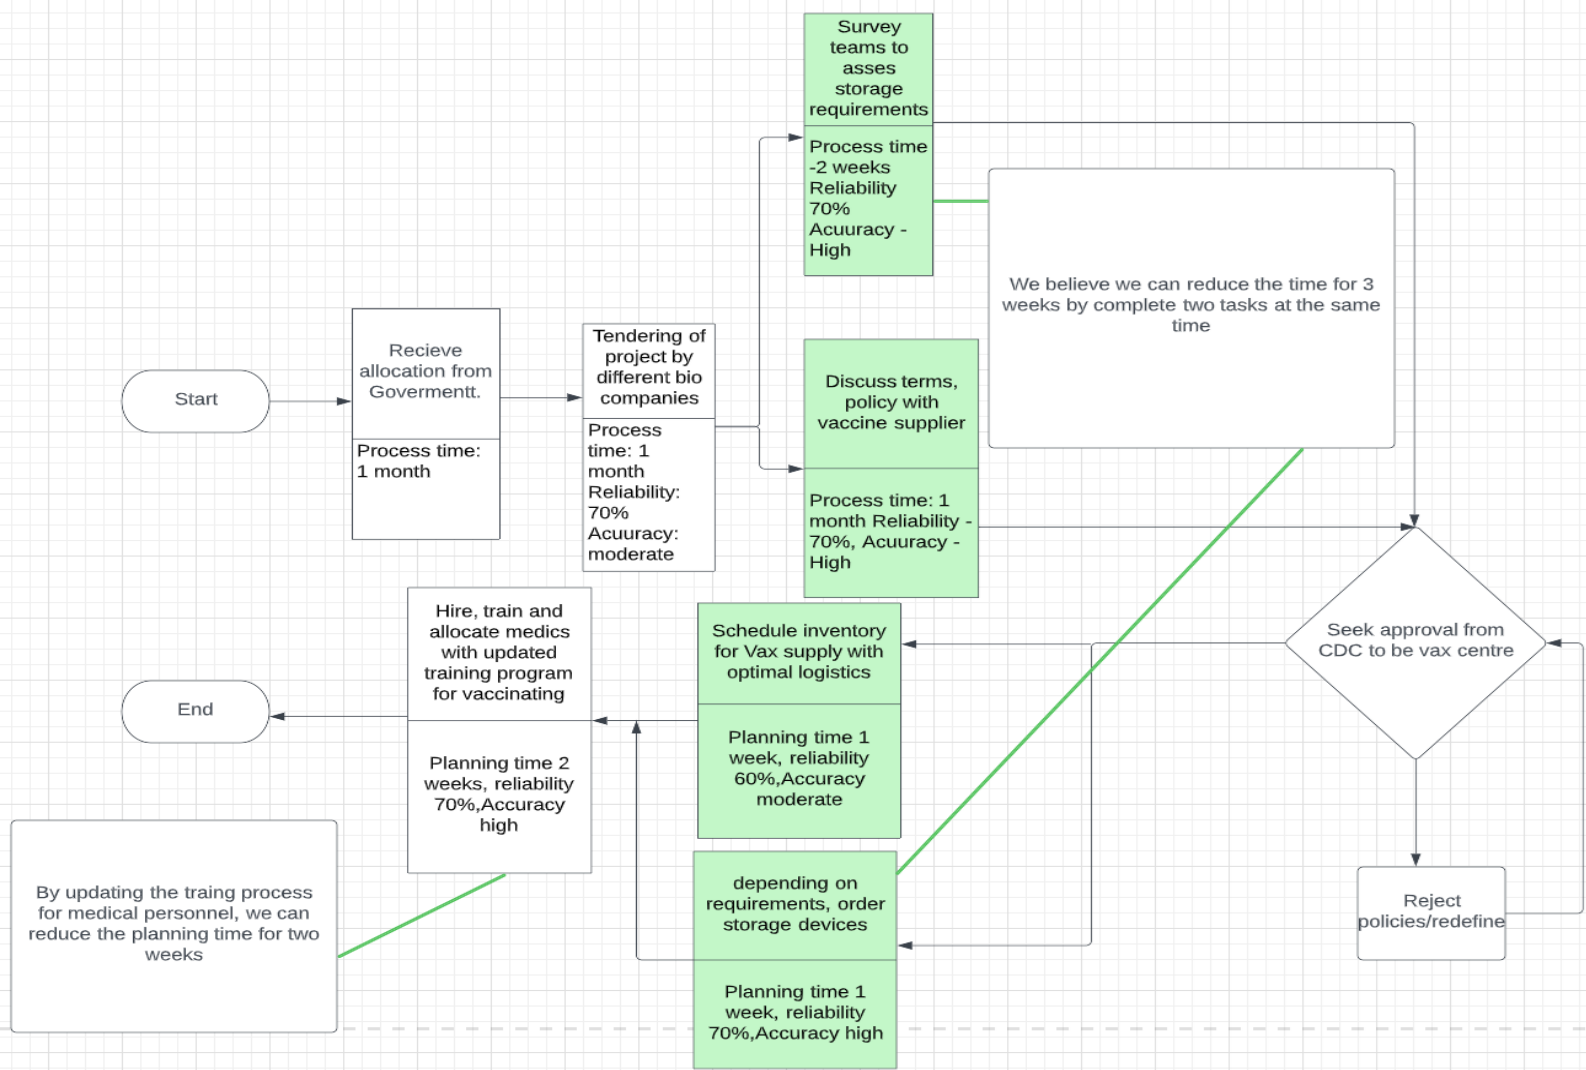 Survey
teams to
asses
storage
requirements
Process time
-2 weeks
Reliability
70%
Acuuracy -
High
We believe we can reduce the time for 3
weeks by complete two tasks at the same
time
Start
Recieve
allocation from
Govermentt.
Process time:
1 month
Tendering of
project by
different bio
companies
Process
time: 1
month
Reliability:
70%
Acuuracy:
moderate
Discuss terms,
policy with
vaccine supplier
Process time: 1
month Reliability -
70%, Acuuracy -
High
Seek approval from
CDC to be vax centre
Reject
policies/redefine
Schedule inventory
for Vax supply with
optimal logistics
Planning time 1
week, reliability
60%,Accuracy
moderate
depending on
requirements, order
storage devices
Planning time 1
week, reliability
70%,Accuracy high
Hire, train and
allocate medics
with updated
training program
for vaccinating
Planning time 2
weeks, reliability
70%,Accuracy
high
End
By updating the traing process
for medical personnel, we can
reduce the planning time for two
weeks